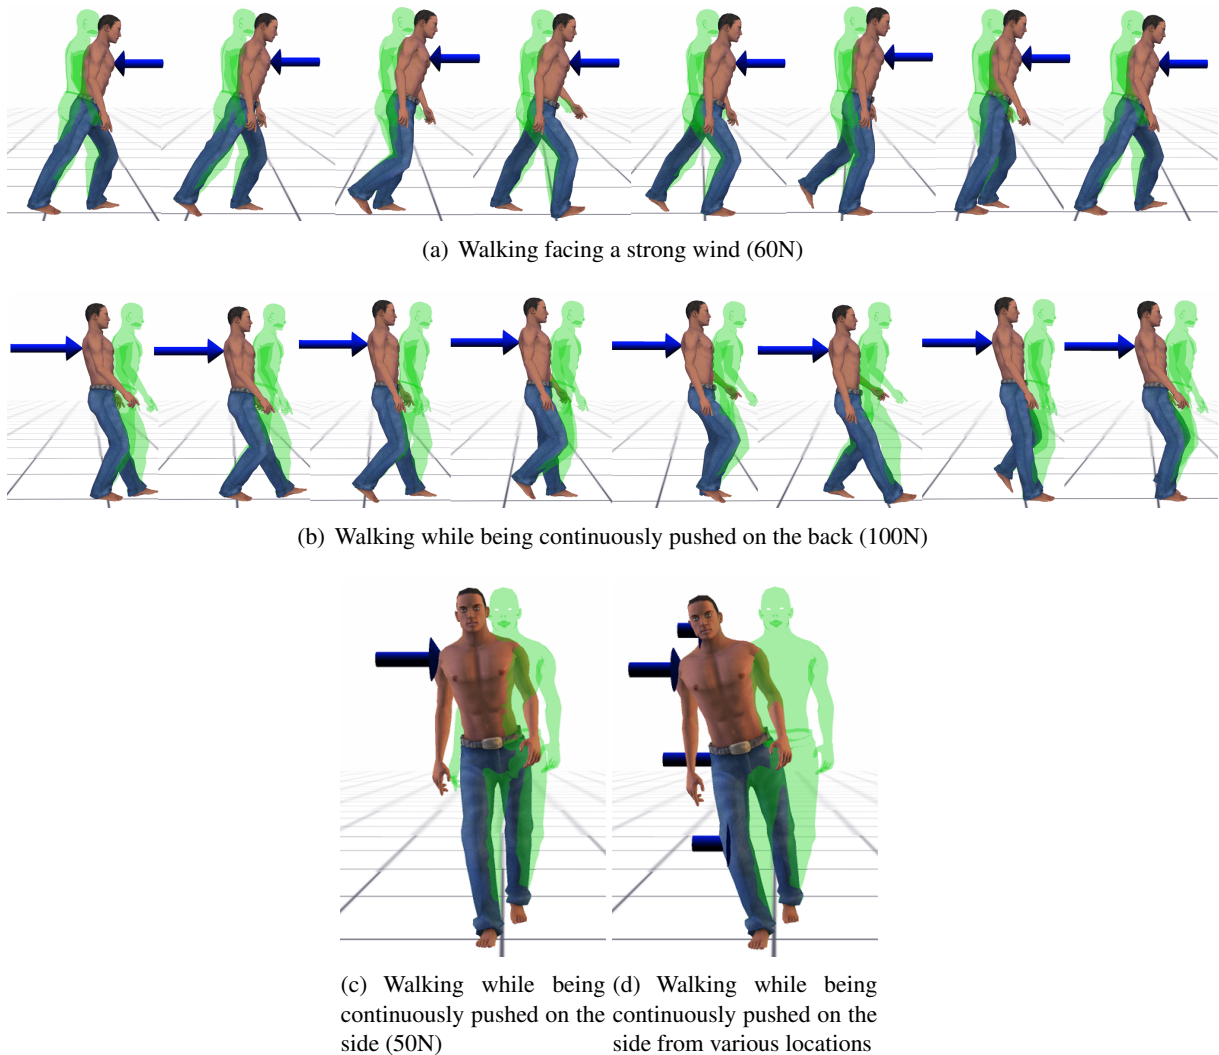 (a) Walking facing a strong wind (60N)
(b) Walking while being continuously pushed on the back (100N)
(c) Walking while being
continuously pushed on the
side (50N)
(d) Walking while being
continuously pushed on the
side from various locations